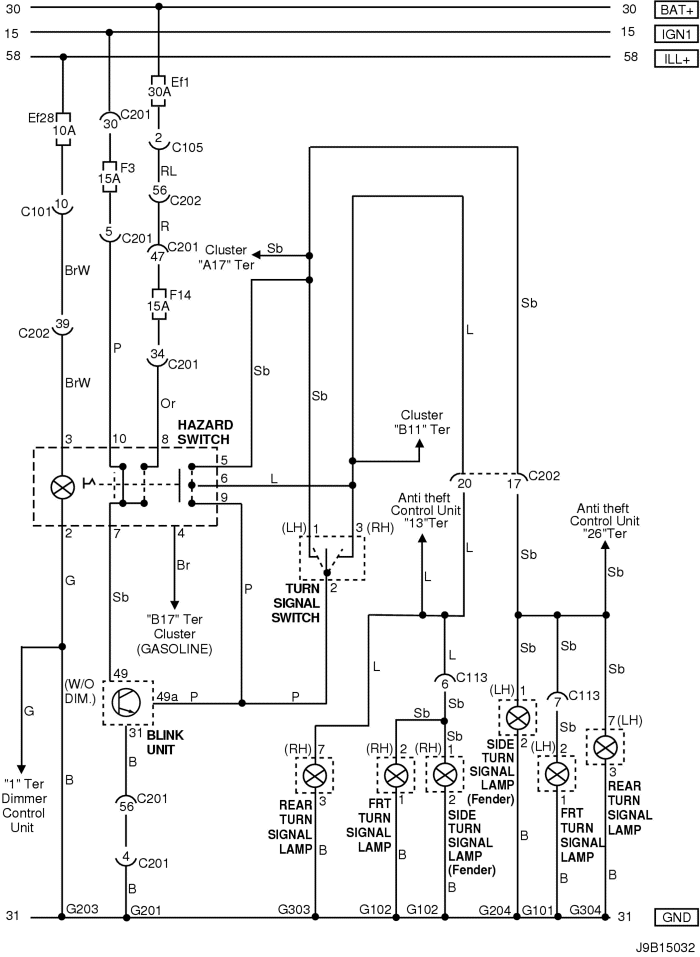 30
30
BAT+
15
15
IGN1
58
58
ILL+
Ef1
30A
Ef28
10A
C201
30
2
C105
F3
15A
RL
56
C202
10
C101
5
C201
R
C201
47
Cluster
"A17" Ter
Sb
BrW
F14
15A
Sb
39
C202
L
P
34
C201
BrW
Sb
Sb
Or
Cluster
"B11" Ter
HAZARD
SWITCH
3
10
8
5
6
9
L
C202
20
17
2
7
4
Anti theft
Control Unit
"13"Ter
Anti theft
Control Unit
"26"Ter
(LH)
1
3
(RH)
2
TURN
SIGNAL
SWITCH
G
Sb
Br
P
L
L
Sb
Sb
"B17" Ter
Cluster
(GASOLINE)
(W/O
DIM.)
49
49a
P
P
31
BLINK
UNIT
G
B
B
"1" Ter
Dimmer
Control
Unit
C201
56
4
C201
B
L
L
C113
6
Sb
Sb
Sb
Sb
Sb
Sb
C113
7
Sb
(RH)
7
3
REAR
TURN
SIGNAL
LAMP
B
(RH)
2
1
FRT
TURN
SIGNAL
LAMP
B
(RH)
1
2
SIDE
TURN
SIGNAL
LAMP
(Fender)
B
(LH)
1
2
SIDE
TURN
SIGNAL
LAMP
(Fender)
B
(LH)
2
1
FRT
TURN
SIGNAL
LAMP
B
7
(LH)
3
REAR
TURN
SIGNAL
LAMP
B
31
G203
G201
G303
G102
G102
G204
G101
G304
31
GND
J9B15032